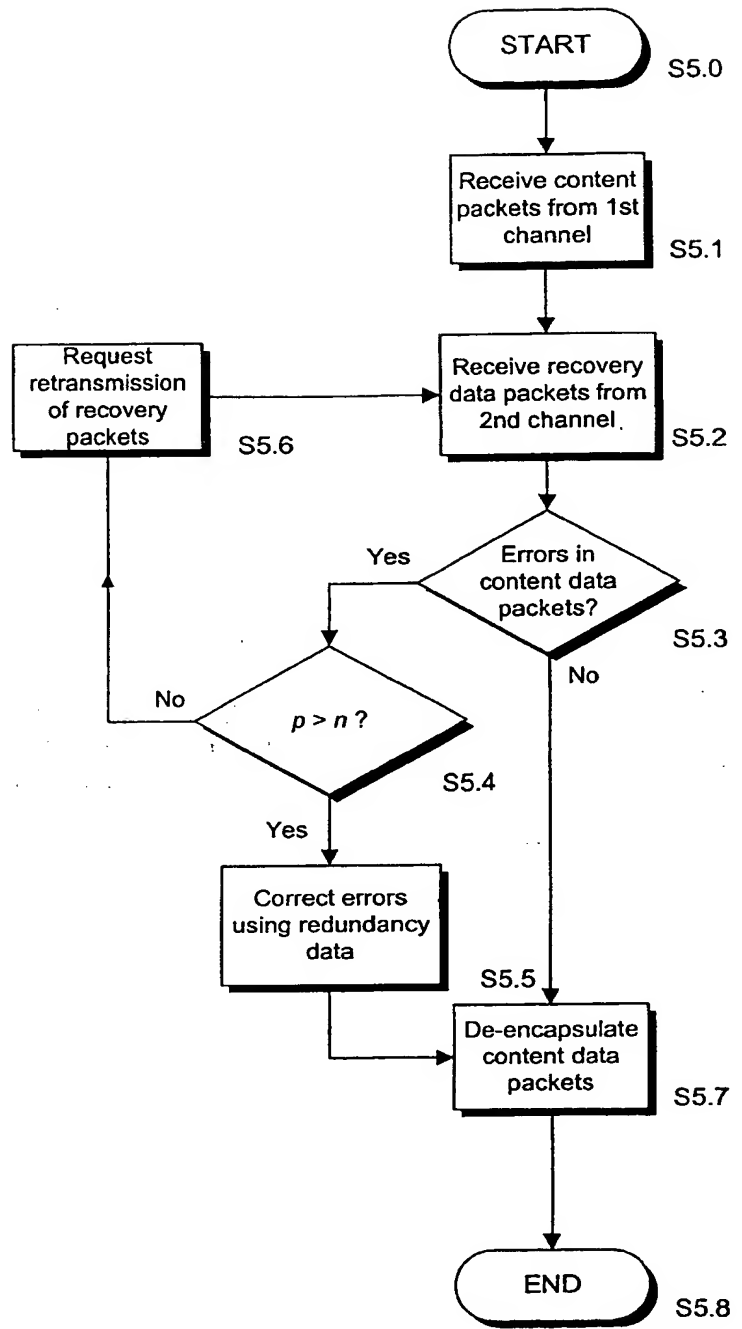 START
S5.0
Receive content
packets from 1st
channel
S5.1
Request
retransmission
of recovery
packets
S5.6
Receive recovery
data packets from
2nd channel.
S5.2
Yes
Errors in
content data
packets?
S5.3
No
No
p > n ?
S5.4
Yes
Correct errors
using redundancy
data
S5.5
De-encapsulate
content data
packets
S5.7
END
S5.8